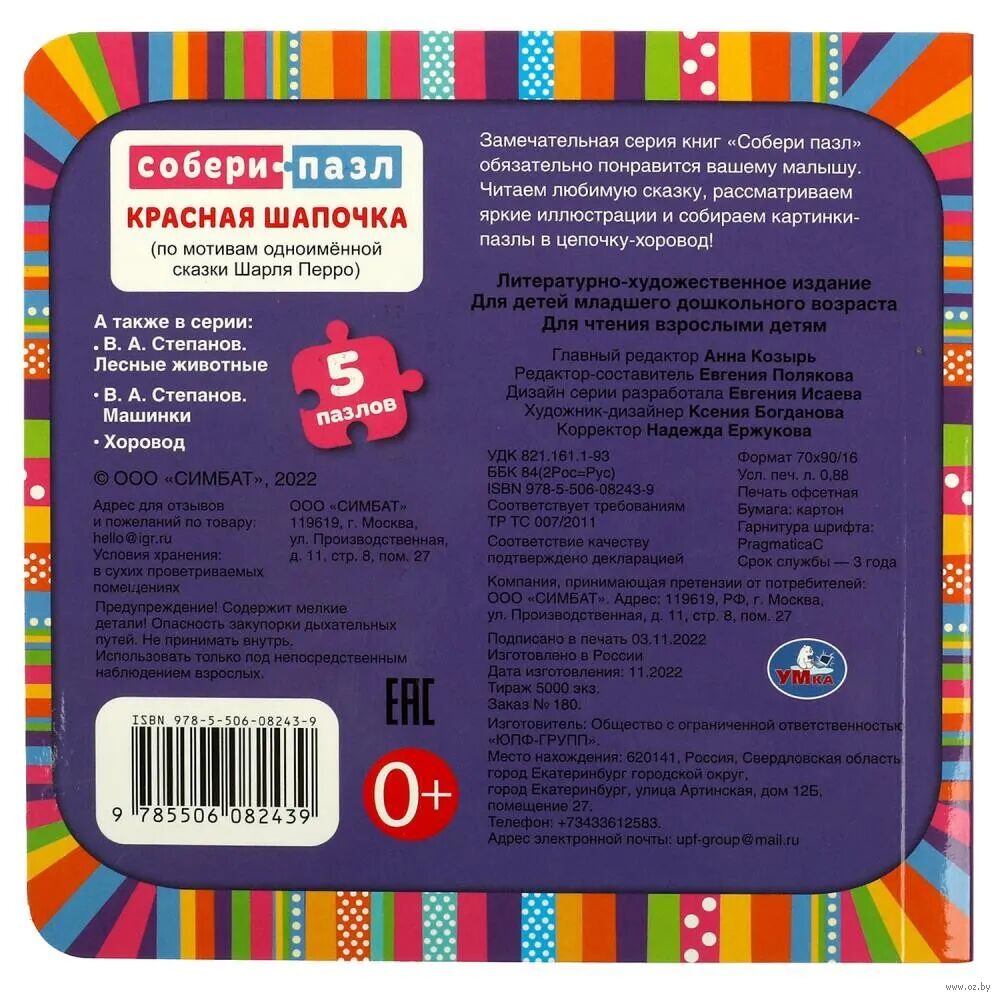 собери пазл
КРАСНАЯ ШАПОЧКА
(по мотивам одноимённой
сказки Шарля Перро)
А также в серии:
• В. А. Степанов.
Лесные животные
• В. А. Степанов.
Машинки
• Хоровод
5
пазлов
© ООО «СИМБАТ», 2022
Адрес для отзывов
и пожеланий по товару:
hello@igr.ru
Условия хранения:
в сухих проветриваемых
помещениях
ООО «СИМБАТ»
119619, г. Москва,
ул. Производственная,
д. 11, стр. 8, пом. 27
Предупреждение! Содержит мелкие
детали! Опасность закупорки дыхательных
путей. Не принимать внутрь.
Использовать только под непосредственным
наблюдением взрослых.
EAC
ISBN 978-5-506-08243-9
9 785506 082439
0+
Замечательная серия книг «Собери пазл»
обязательно понравится вашему малышу.
Читаем любимую сказку, рассматриваем
яркие иллюстрации и собираем картинки-
пазлы в цепочку-хоровод!
Литературно-художественное издание
Для детей младшего дошкольного возраста
Для чтения взрослыми детям
Главный редактор Анна Козырь
Редактор-составитель Евгения Полякова
Дизайн серии разработала Евгения Исаева
Художник-дизайнер Ксения Богданова
Корректор Надежда Ержукова
УДК 821.161.1-93
ББК 84(2Рос=Рус)
ISBN 978-5-506-08243-9
Соответствует требованиям
ТР ТС 007/2011
Соответствие качеству
подтверждено декларацией
Формат 70х90/16
Усл. печ. л. 0,88
Печать офсетная
Бумага: картон
Гарнитура шрифта:
PragmaticaC
Срок службы — 3 года
Компания, принимающая претензии от потребителей:
ООО «СИМБАТ». Адрес: 119619, РФ, г. Москва,
ул. Производственная, д. 11, стр. 8, пом. 27
Подписано в печать 03.11.2022
Изготовлено в России
Дата изготовления: 11.2022
Тираж 5000 экз.
Заказ № 180.
УМка
Изготовитель: Общество с ограниченной ответственностью
«ЮПФ-ГРУПП».
Место нахождения: 620141, Россия, Свердловская область,
город Екатеринбург городской округ,
город Екатеринбург, улица Артинская, дом 12Б,
помещение 27.
Телефон: +73433612583.
Адрес электронной почты: upf-group@mail.ru
www.oz.by